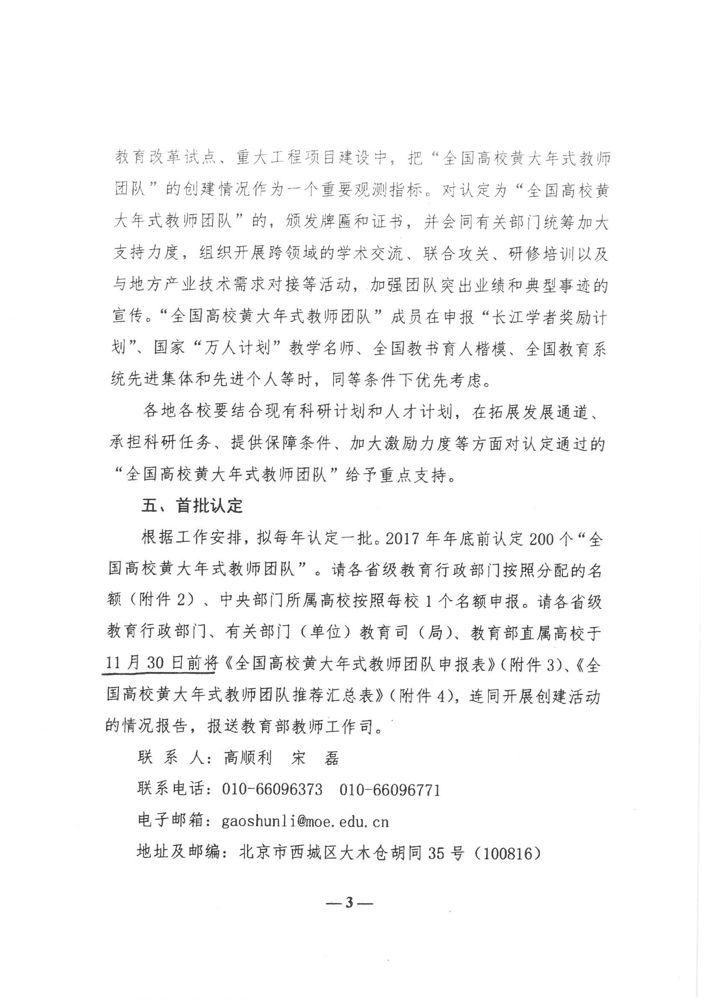 教育改革试点、重大工程项目建设中，把“全国高校黄大年式教师
团队”的创建情况作为一个重要观测指标。对认定为“全国高校黄
大年式教师团队”的，颁发牌匾和证书，并会同有关部门统筹加大
支持力度，组织开展跨领域的学术交流、联合攻关、研修培训以及
与地方产业技术需求对接等活动，加强团队突出业绩和典型事迹的
宣传。“全国高校黄大年式教师团队”成员在申报“长江学者奖励计
划”、国家“万人计划”教学名师、全国教书育人楷模、全国教育系
统先进集体和先进个人等时，同等条件下优先考虑。
各地各校要结合现有科研计划和人才计划，在拓展发展通道、
承担科研任务、提供保障条件、加大激励力度等方面对认定通过的
“全国高校黄大年式教师团队”给予重点支持。
五、首批认定
根据工作安排，拟每年认定一批。2017年年底前认定200个“全
国高校黄大年式教师团队”。请各省级教育行政部门按照分配的名
额（附件2）、中央部门所属高校按照每校1个名额申报。请各省级
教育行政部门、有关部门（单位）教育司（局）、教育部直属高校于
11月30日前将《全国高校黄大年式教师团队申报表》（附件3）、《全
国高校黄大年式教师团队推荐汇总表》（附件4），连同开展创建活动
的情况报告，报送教育部教师工作司。
联 系 人：高顺利 宋 磊
联系电话：010-66096373 010-66096771
电子邮箱：gaoshunli@moe.edu.cn
地址及邮编：北京市西城区大木仓胡同35号（100816）
—3—